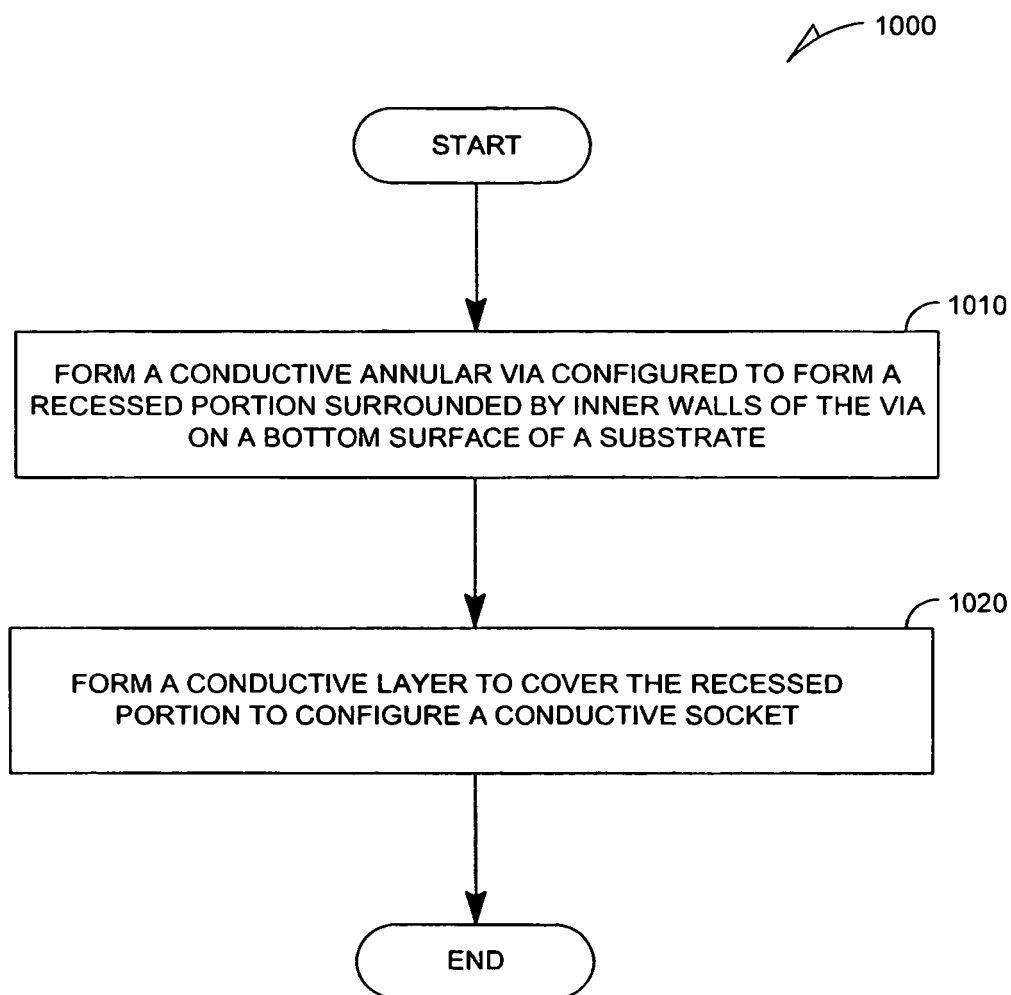 1000
START
1010
FORM A CONDUCTIVE ANNULAR VIA CONFIGURED TO FORM A
RECESSED PORTION SURROUNDED BY INNER WALLS OF THE VIA
ON A BOTTOM SURFACE OF A SUBSTRATE
1020
FORM A CONDUCTIVE LAYER TO COVER THE RECESSED
PORTION TO CONFIGURE A CONDUCTIVE SOCKET
END